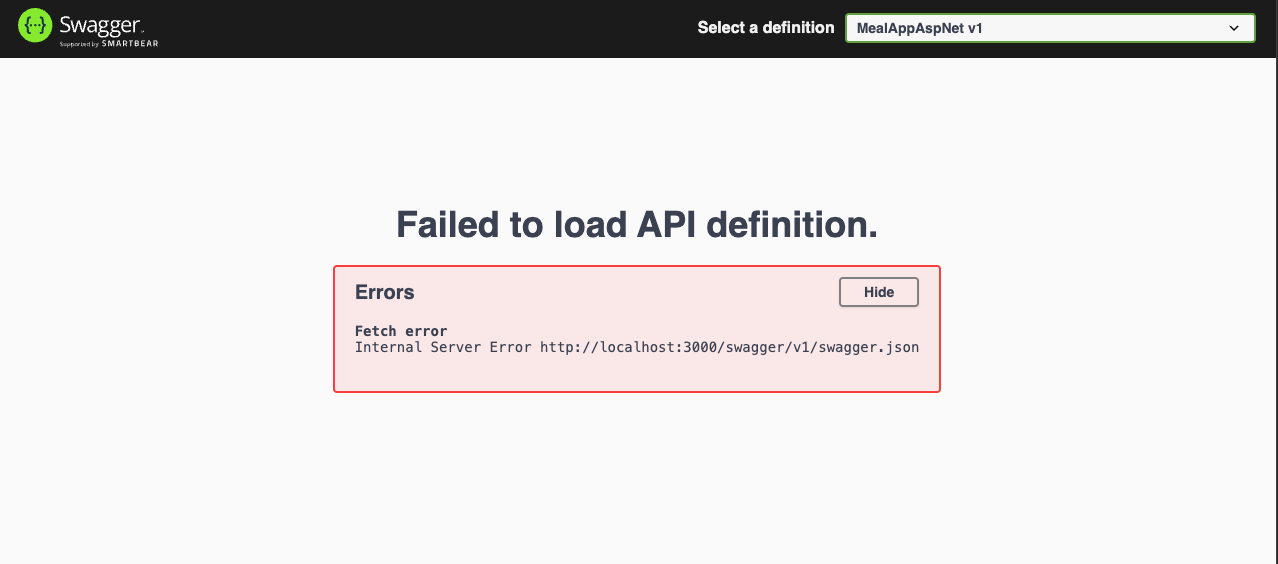 Swagger
Supported by SMARTBEAR
Select a definition
MealAppAspNet v1
Failed to load API definition.
Errors
Hide
Fetch error
Internal Server Error http://localhost:3000/swagger/v1/swagger.json